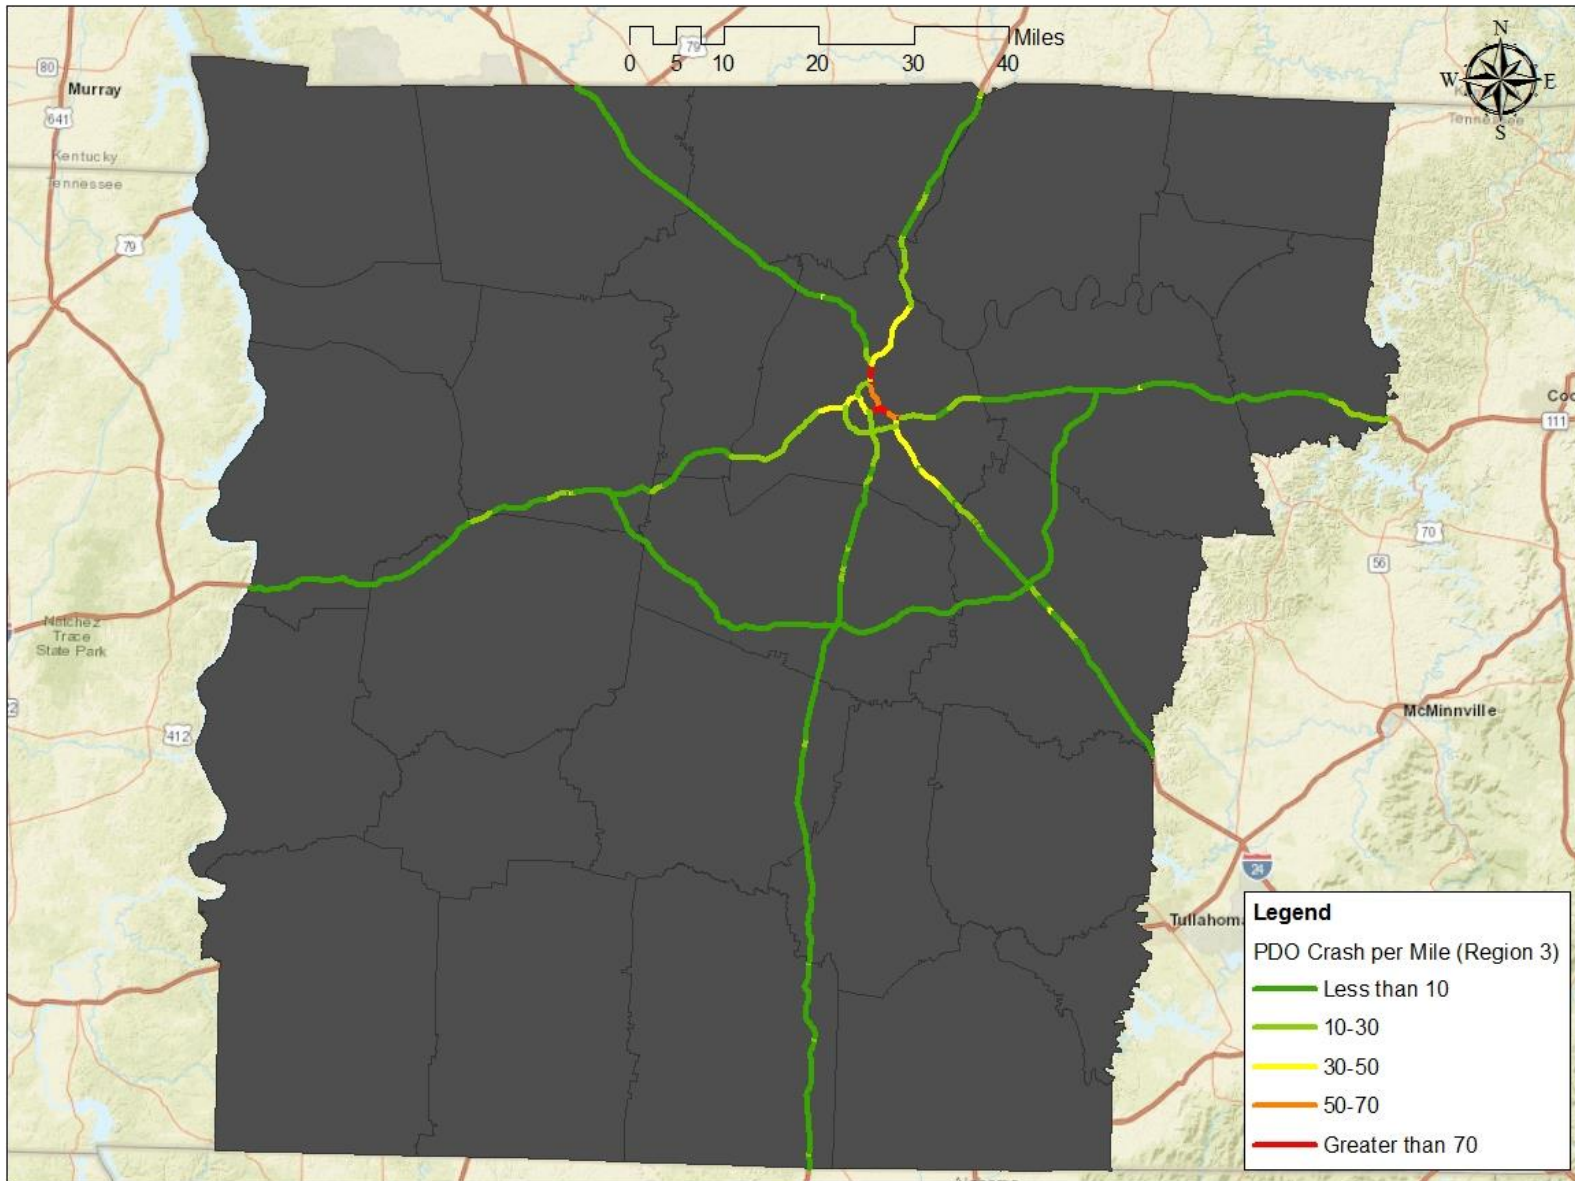 N
W E
S
Miles
0 5 10 20 30 40
79
80
Murray
641
Kentucky
Tennessee
Tennessee
79
111
70
56
Natchez
Trace
State Park
412
McMinnville
24
Tullahoma
Legend
PDO Crash per Mile (Region 3)
Less than 10
10-30
30-50
50-70
Greater than 70